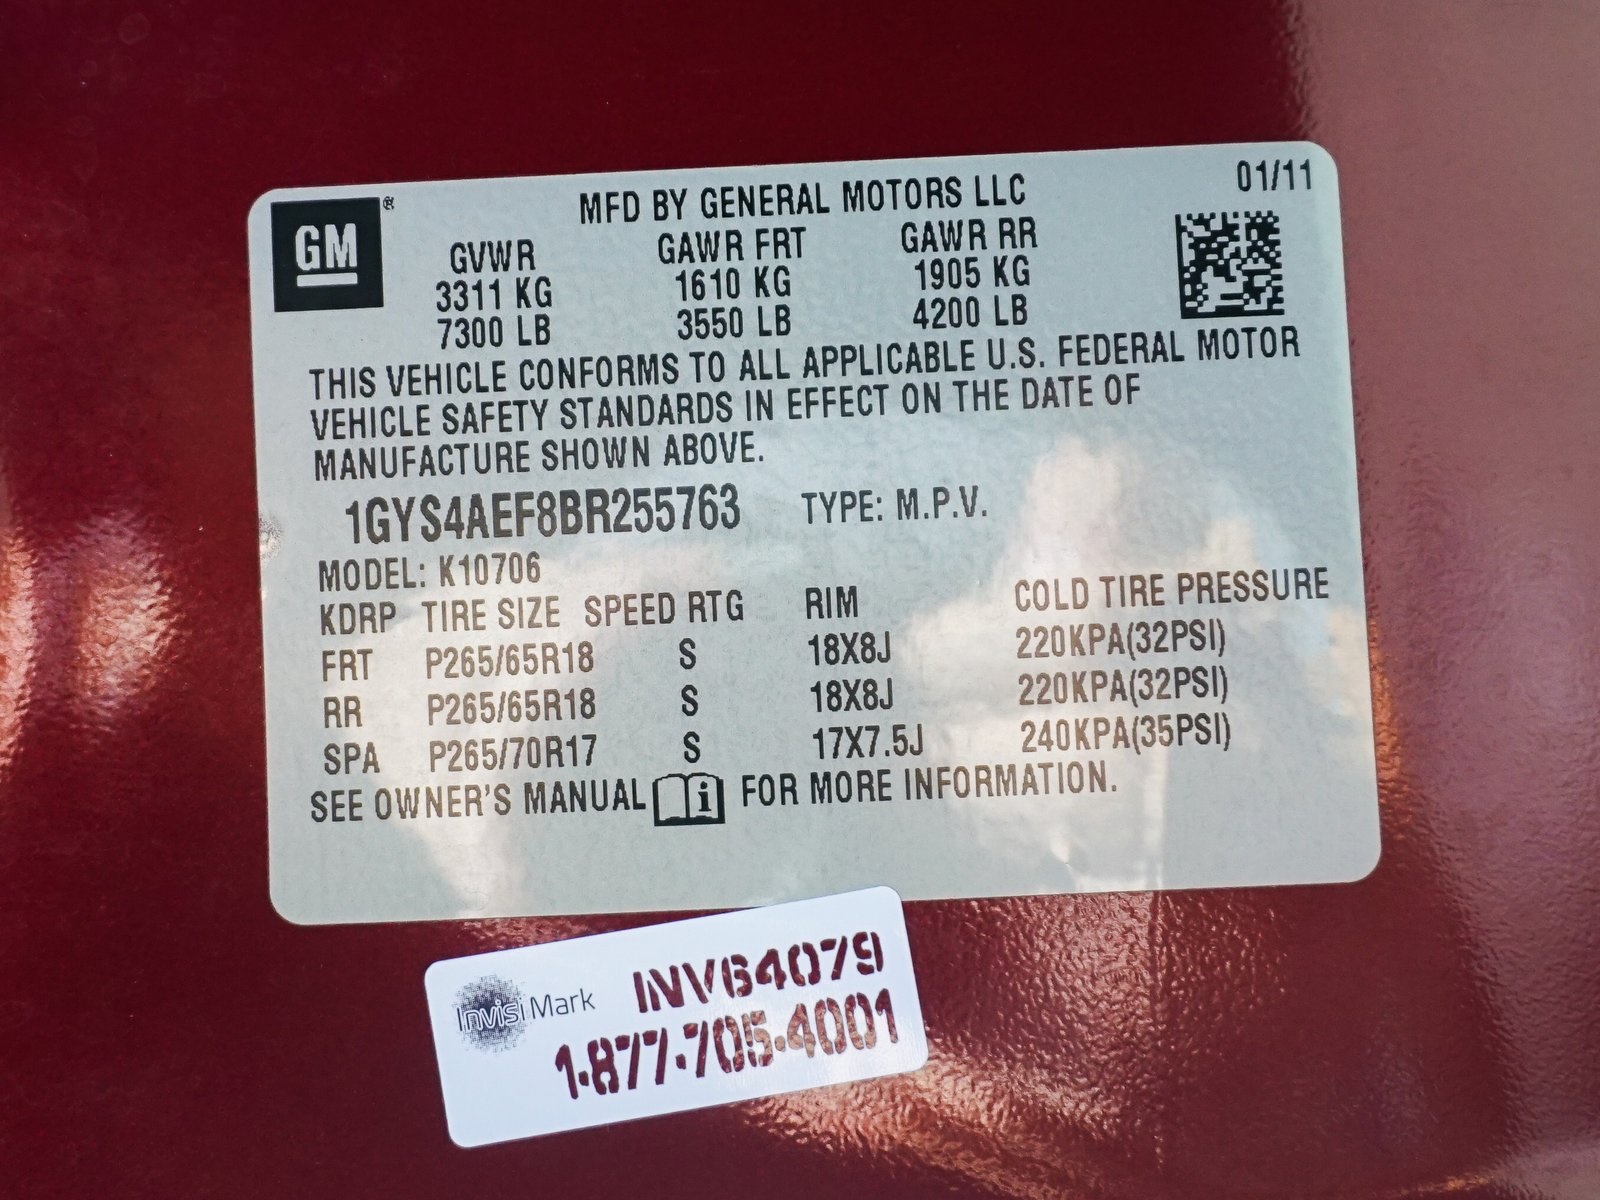 GM®
MFD BY GENERAL MOTORS LLC 01/11
GVWR GAWR FRT GAWR RR
3311 KG 1610 KG 1905 KG
7300 LB 3550 LB 4200 LB
THIS VEHICLE CONFORMS TO ALL APPLICABLE U.S. FEDERAL MOTOR
VEHICLE SAFETY STANDARDS IN EFFECT ON THE DATE OF
MANUFACTURE SHOWN ABOVE.
1GYS4AEF8BR255763 TYPE: M.P.V.
MODEL: K10706
KDRP TIRE SIZE SPEED RTG RIM COLD TIRE PRESSURE
FRT P265/65R18 S 18X8J 220KPA(32PSI)
RR P265/65R18 S 18X8J 220KPA(32PSI)
SPA P265/70R17 S 17X7.5J 240KPA(35PSI)
SEE OWNER'S MANUAL i FOR MORE INFORMATION.
InvisiMark INV64079
1-877-705-4001